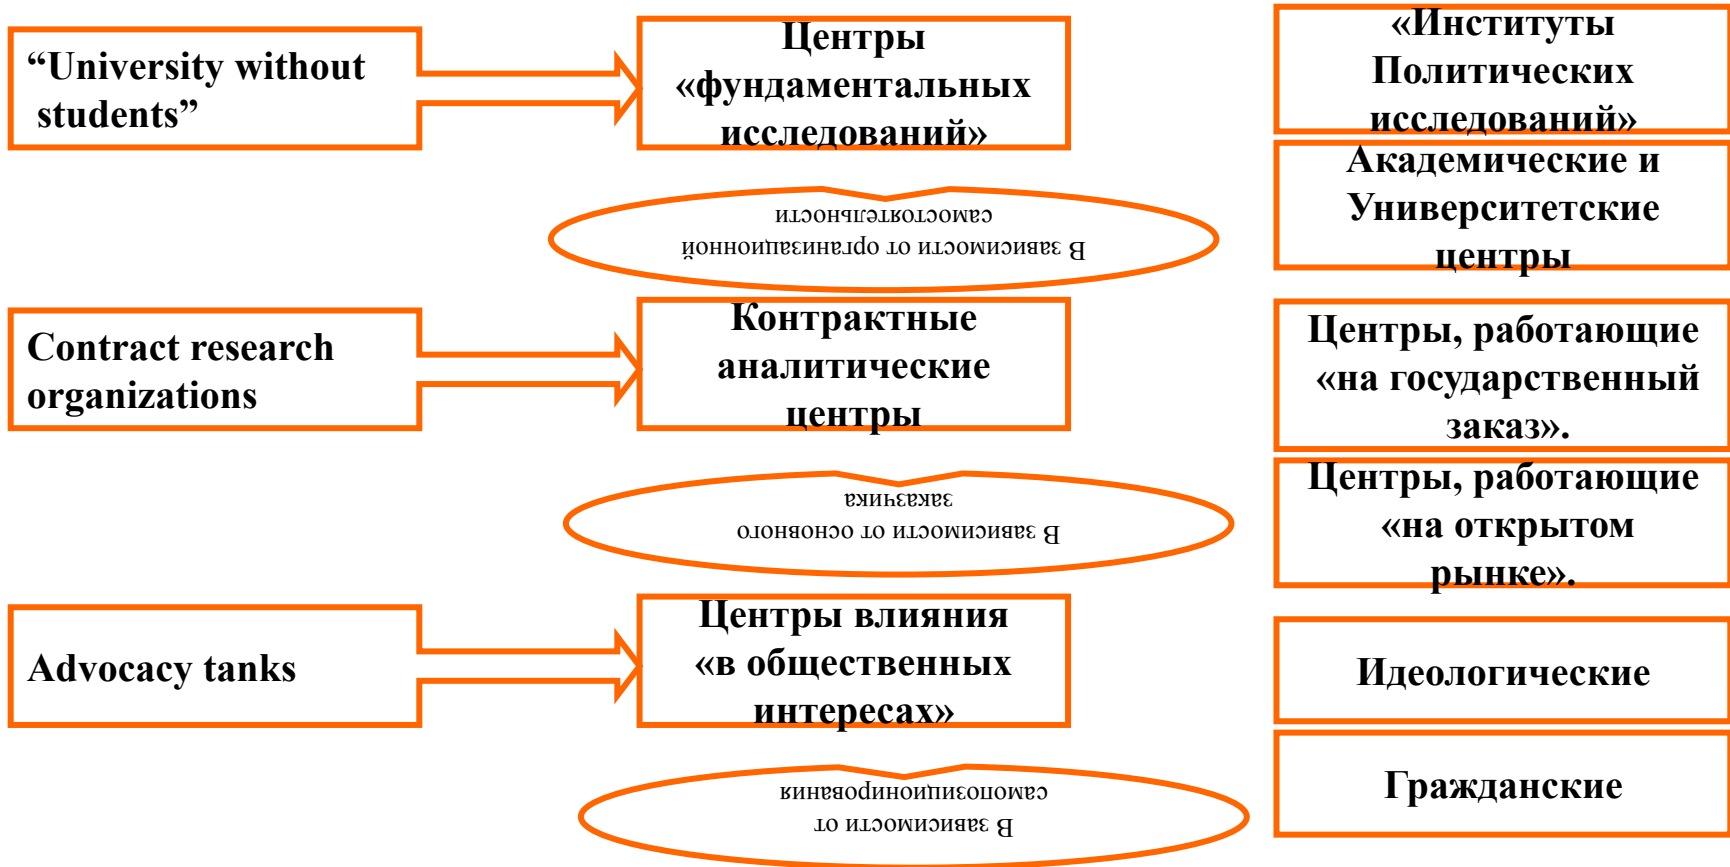 “University without
students”
Центры
«фундаментальных
исследований»
«Институты
Политических
исследований»
Академические и
Университетские
центры
В зависимости от организационной
самостоятельности
Contract research
organizations
Контрактные
аналитические
центры
Центры, работающие
«на государственный
заказ».
Центры, работающие
«на открытом
рынке».
В зависимости от основного
заказчика
Advocacy tanks
Центры влияния
«в общественных
интересах»
Идеологические
Гражданские
В зависимости от
самопозиционирования